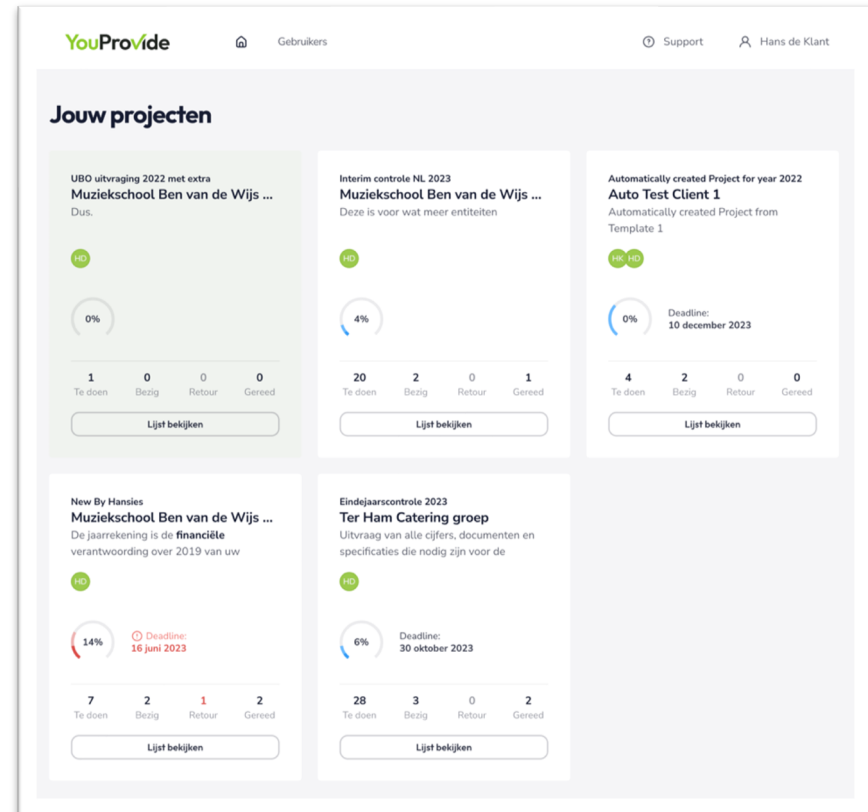 YouProvide
Gebruikers
Support
Hans de Klant
Jouw projecten
UBO uitvraging 2022 met extra
Muziekschool Ben van de Wijs ...
Dus.
HD
0%
1 0 0 0
Te doen Bezig Retour Gereed
Lijst bekijken
Interim controle NL 2023
Muziekschool Ben van de Wijs ...
Deze is voor wat meer entiteiten
HD
4%
20 2 0 1
Te doen Bezig Retour Gereed
Lijst bekijken
Automatically created Project for year 2022
Auto Test Client 1
Automatically created Project from
Template 1
HK HD
0%
Deadline:
10 december 2023
4 2 0 0
Te doen Bezig Retour Gereed
Lijst bekijken
New By Hansies
Muziekschool Ben van de Wijs ...
De jaarrekening is de financiële
verantwoording over 2019 van uw
HD
14%
Deadline:
16 juni 2023
7 2 1 2
Te doen Bezig Retour Gereed
Lijst bekijken
Eindejaarscontrole 2023
Ter Ham Catering groep
Uitvraag van alle cijfers, documenten en
specificaties die nodig zijn voor de
HD
6%
Deadline:
30 oktober 2023
28 3 0 2
Te doen Bezig Retour Gereed
Lijst bekijken